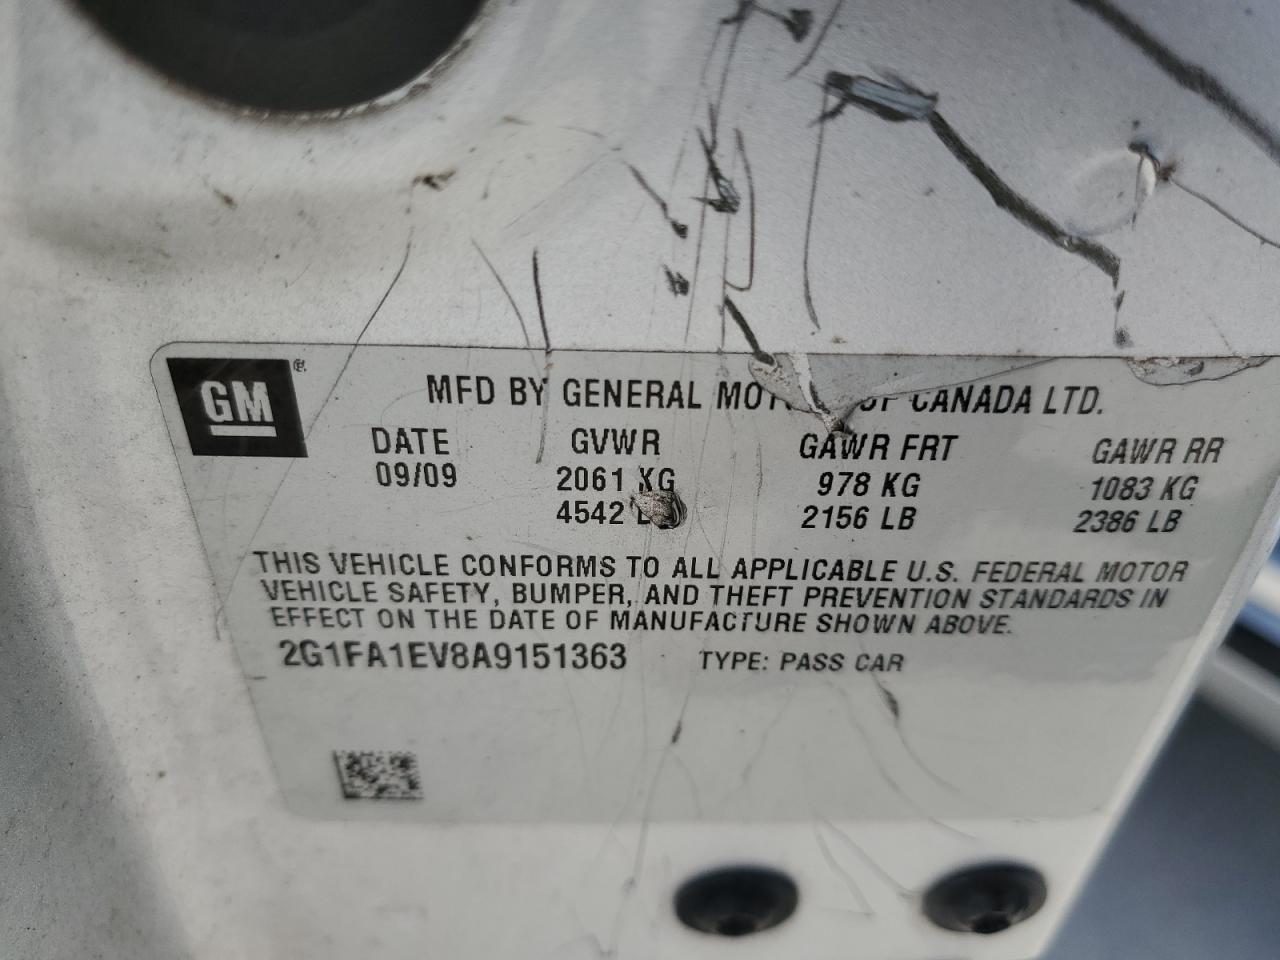 GM®
MFD BY GENERAL OF CANADA LTD.
DATE GVWR GAWR FRT GAWR RR
09/09 2061 KG 978 KG 1083 KG
4542 2156 LB 2386 LB
THIS VEHICLE CONFORMS TO ALL APPLICABLE U.S. FEDERAL MOTOR
VEHICLE SAFETY, BUMPER, AND THEFT PREVENTION STANDARDS IN
EFFECT ON THE DATE OF MANUFACTURE SHOWN ABOVE.
2G1FA1EV8A9151363 TYPE: PASS CAR